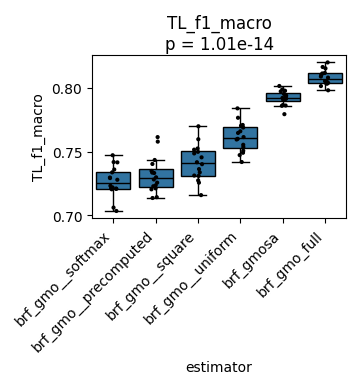 TL_f1_macro
p = 1.01e-14
TL_f1_macro
0.80
0.75
0.70
brf_gmo__softmax
brf_gmo__precomputed
brf_gmo__square
brf_gmo__uniform
brf_gmosa
brf_gmo_full
estimator